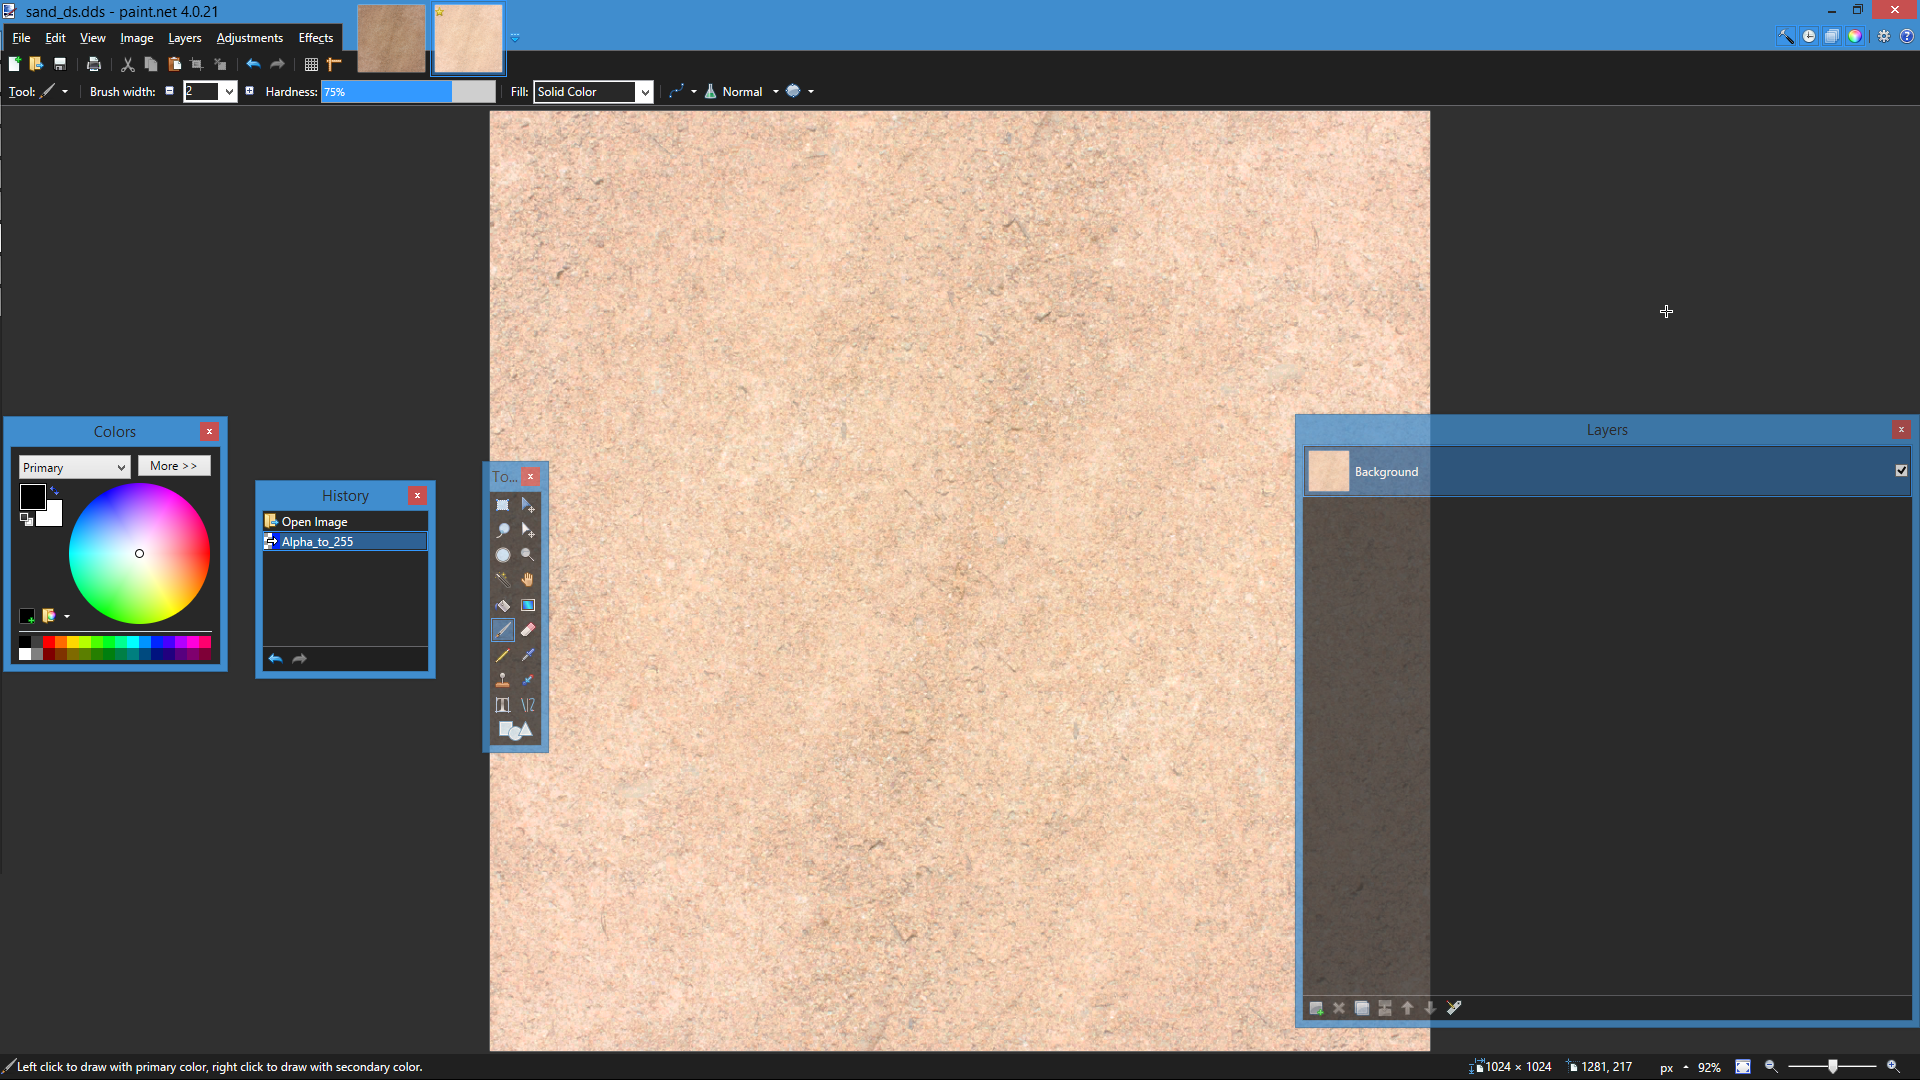 sand_ds.dds - paint.net 4.0.21
File Edit View Image Layers Adjustments Effects
Tool: Brush width: 2 Hardness: 75% Fill: Solid Color Normal
Colors
Primary More >>
History
Open Image
Alpha_to_255
To...
Layers
Background
Left click to draw with primary color, right click to draw with secondary color.
1024 × 1024 1281, 217 px 92%